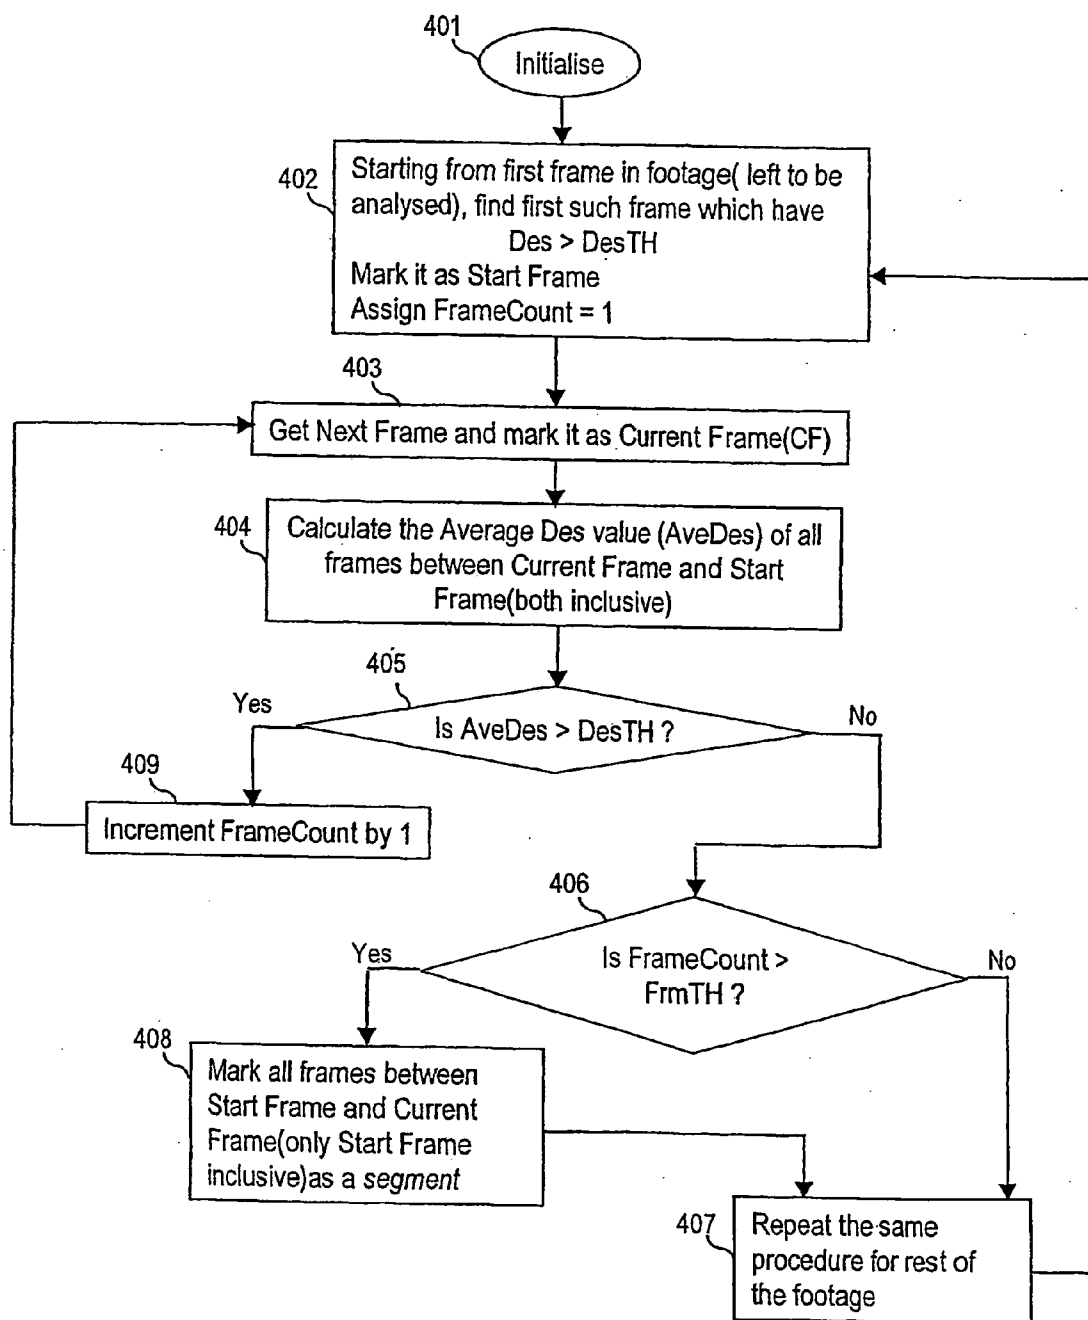 401
Initialise
402
Starting from first frame in footage( left to be
analysed), find first such frame which have
Des > DesTH
Mark it as Start Frame
Assign FrameCount = 1
403
Get Next Frame and mark it as Current Frame(CF)
404
Calculate the Average Des value (AveDes) of all
frames between Current Frame and Start
Frame(both inclusive)
405
Yes
Is AveDes > DesTH ?
No
409
Increment FrameCount by 1
406
Yes
Is FrameCount >
FrmTH ?
No
408
Mark all frames between
Start Frame and Current
Frame(only Start Frame
inclusive)as a segment
407
Repeat the same
procedure for rest of
the footage